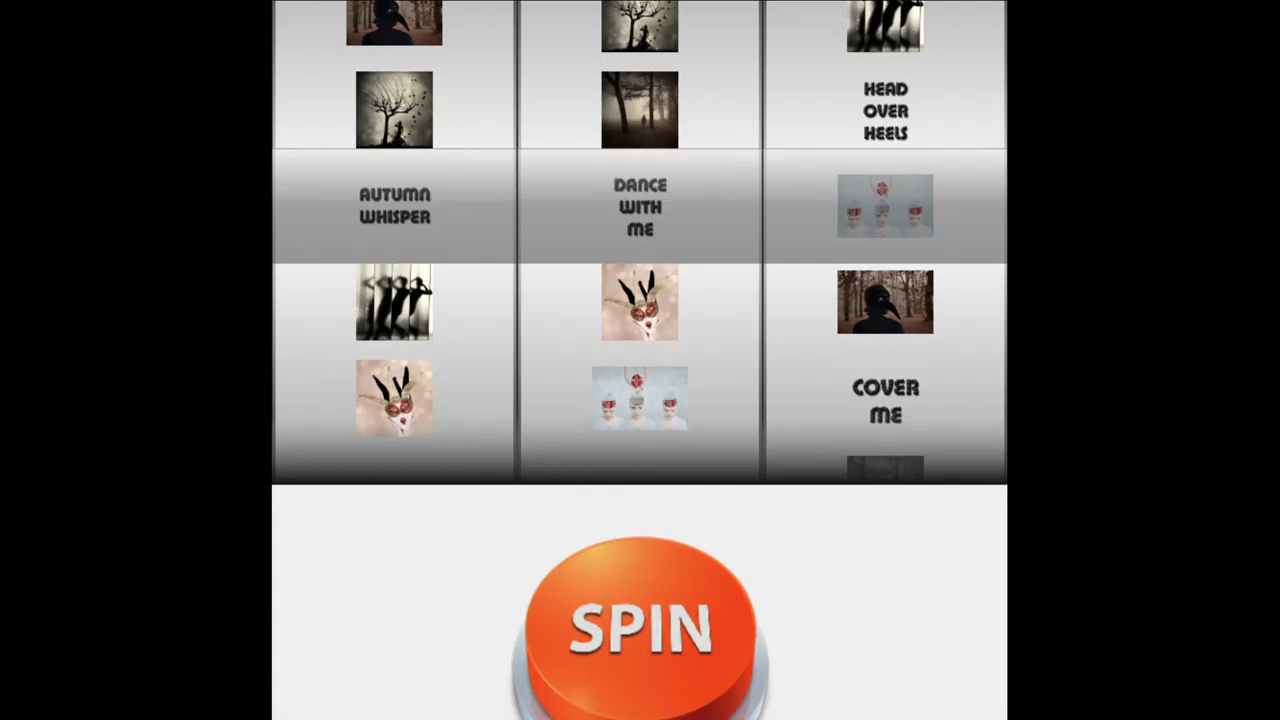 HEAD
OVER
HEELS
AUTUMN
WHISPER
DANCE
WITH
ME
COVER
ME
SPIN